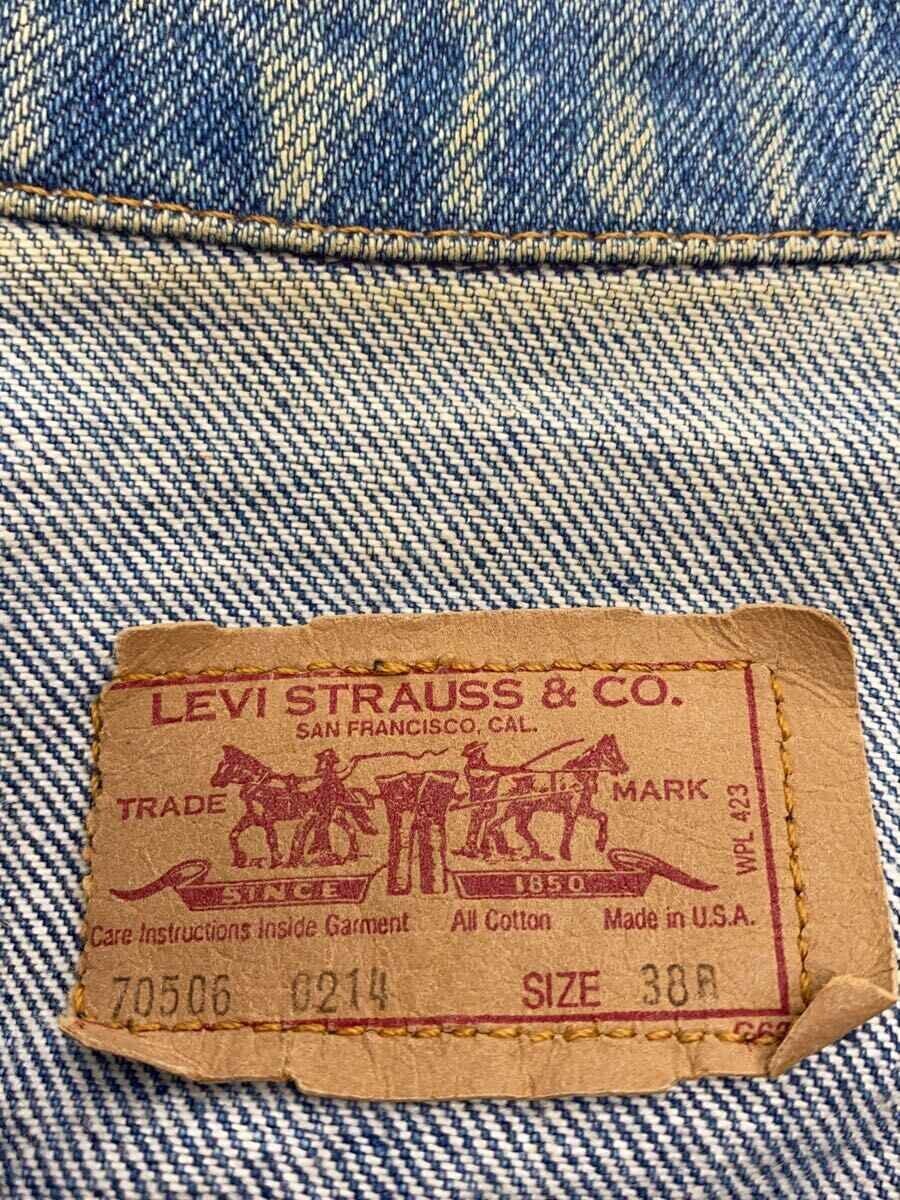 LEVI STRAUSS & CO.
SAN FRANCISCO, CAL.
TRADE MARK
WPL 423
SINCE 1850
Care Instructions Inside Garment All Cotton Made in U.S.A.
70506 0214 SIZE 38R